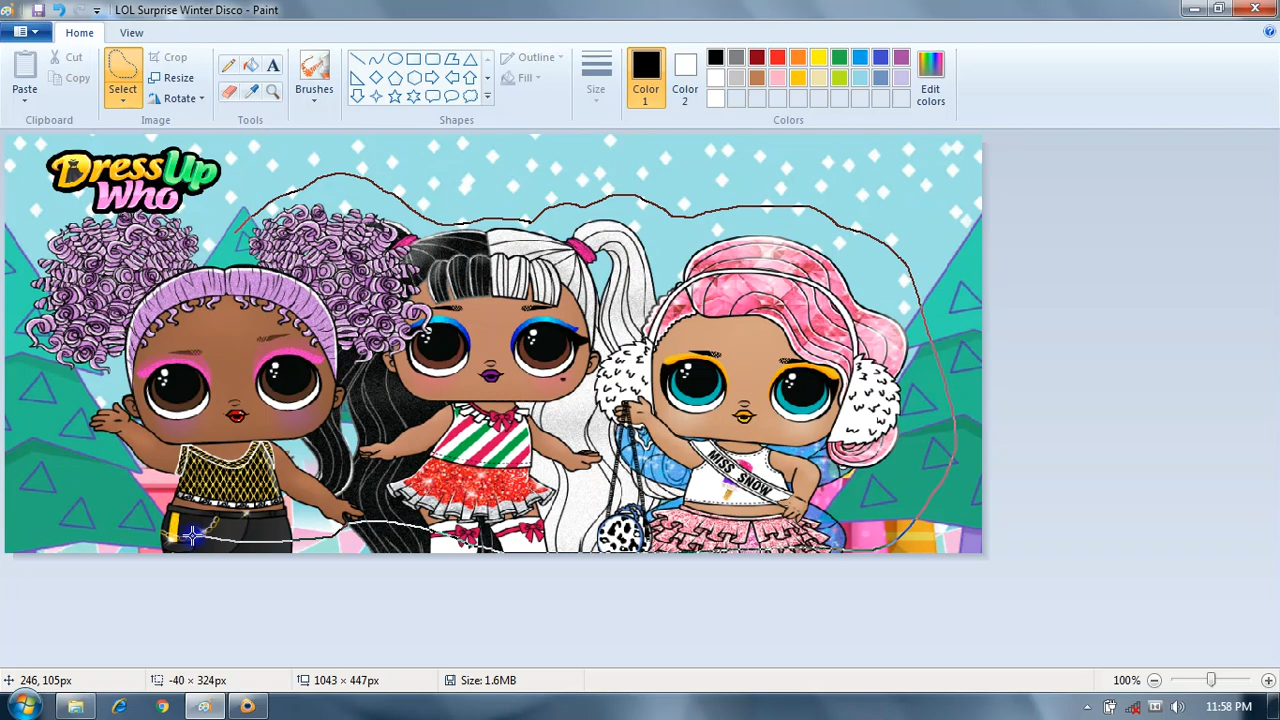 LOL Surprise Winter Disco - Paint
Home
View
Paste
Cut
Copy
Clipboard
Select
Crop
Resize
Rotate
Image
A
Tools
Brushes
Outline
Fill
Shapes
Size
Color 1
Color 2
Edit colors
Colors
DressUp
Who
MISS SNOW
246, 105px
-40 × 324px
1043 × 447px
Size: 1.6MB
100%
11:58 PM